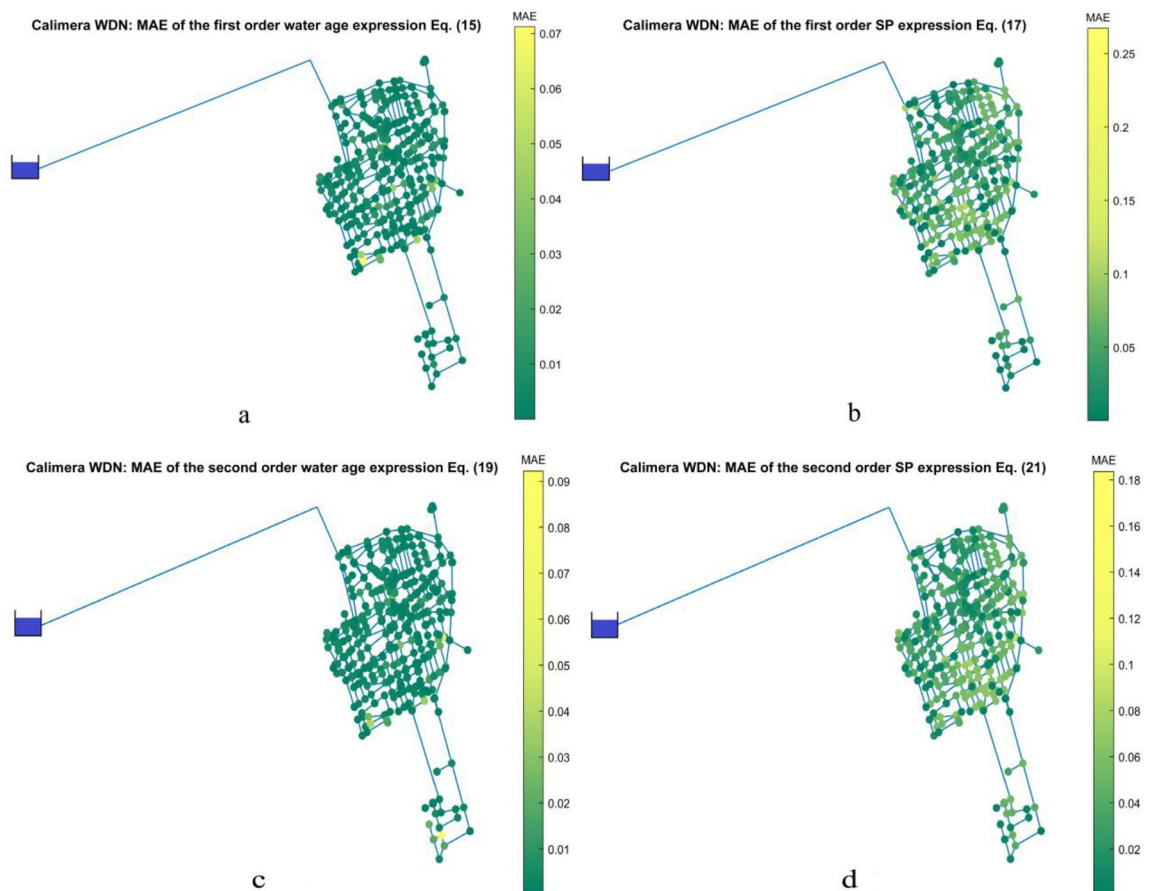 Calimera WDN: MAE of the first order water age expression Eq. (15)
MAE
0.07
0.06
0.05
0.04
0.03
0.02
0.01
a
Calimera WDN: MAE of the first order SP expression Eq. (17)
MAE
0.25
0.2
0.15
0.1
0.05
b
Calimera WDN: MAE of the second order water age expression Eq. (19)
MAE
0.09
0.08
0.07
0.06
0.05
0.04
0.03
0.02
0.01
c
Calimera WDN: MAE of the second order SP expression Eq. (21)
MAE
0.18
0.16
0.14
0.12
0.1
0.08
0.06
0.04
0.02
d